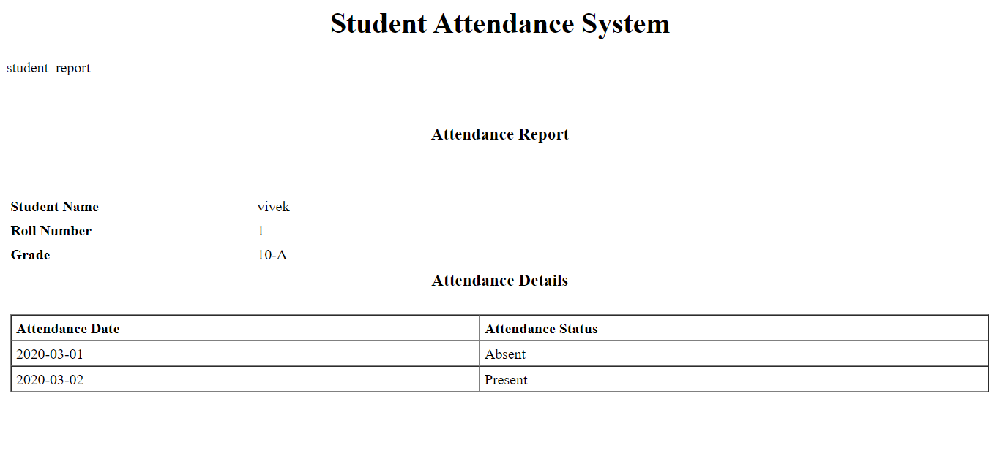 Student Attendance System
student_report
Attendance Report
Student Name vivek
Roll Number 1
Grade 10-A
Attendance Details
Attendance Date Attendance Status
2020-03-01 Absent
2020-03-02 Present